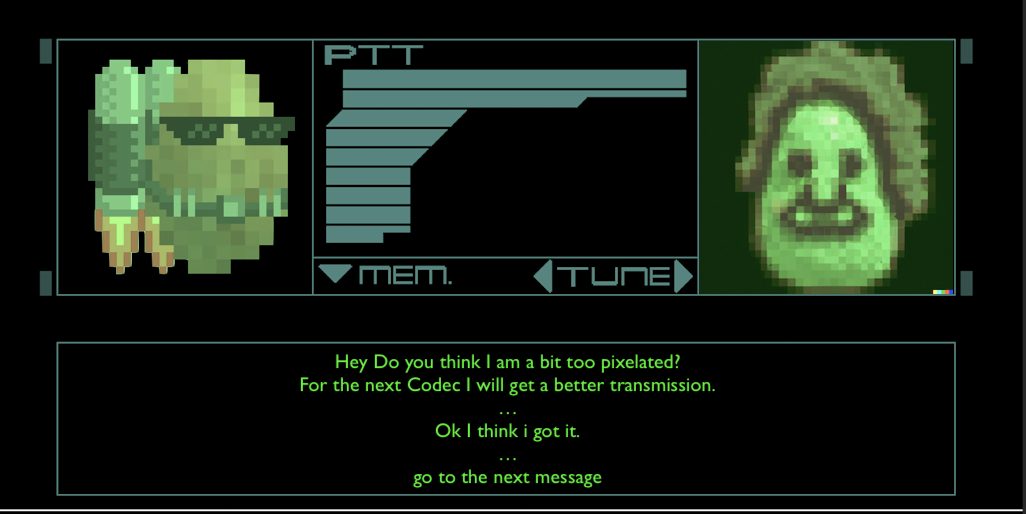 PTT
MEM.
TUNE
Hey Do you think I am a bit too pixelated?
For the next Codec I will get a better transmission.
...
Ok I think i got it.
...
go to the next message